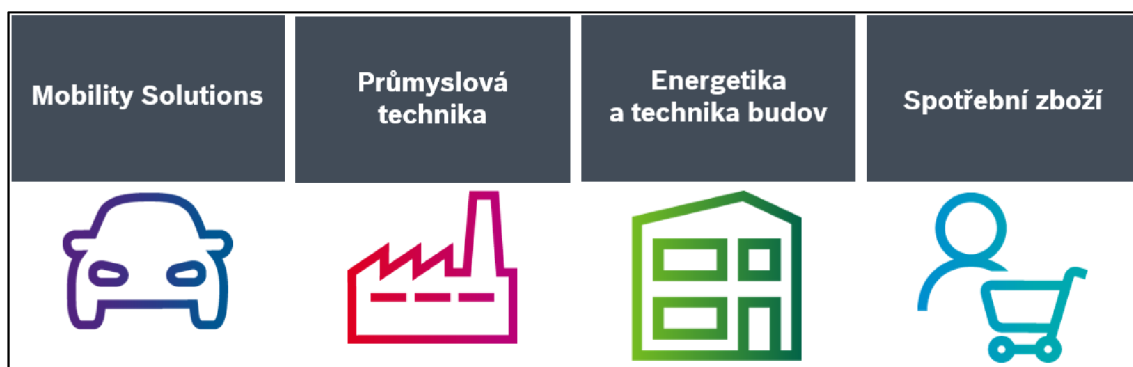 Mobility Solutions
Průmyslová
technika
Energetika
a technika budov
Spotřební zboží